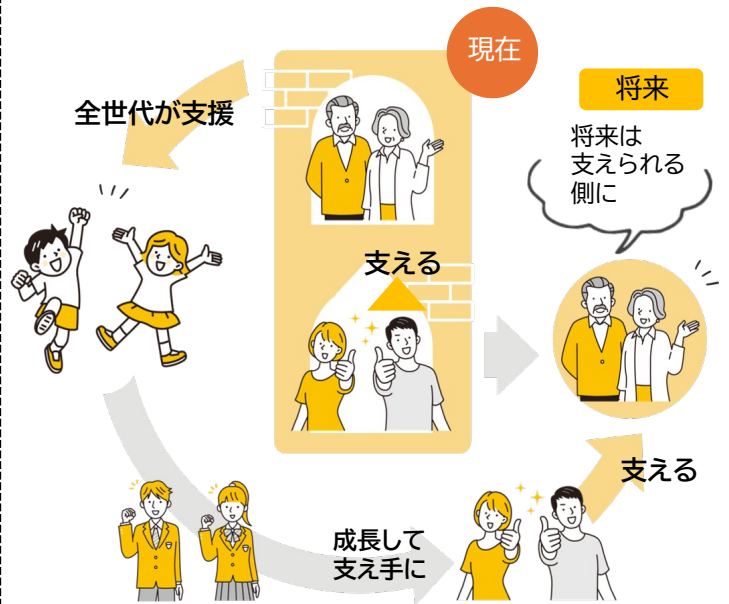 現在
全世代が支援
将来
将来は
支えられる
側に
支える
支える
成長して
支え手に